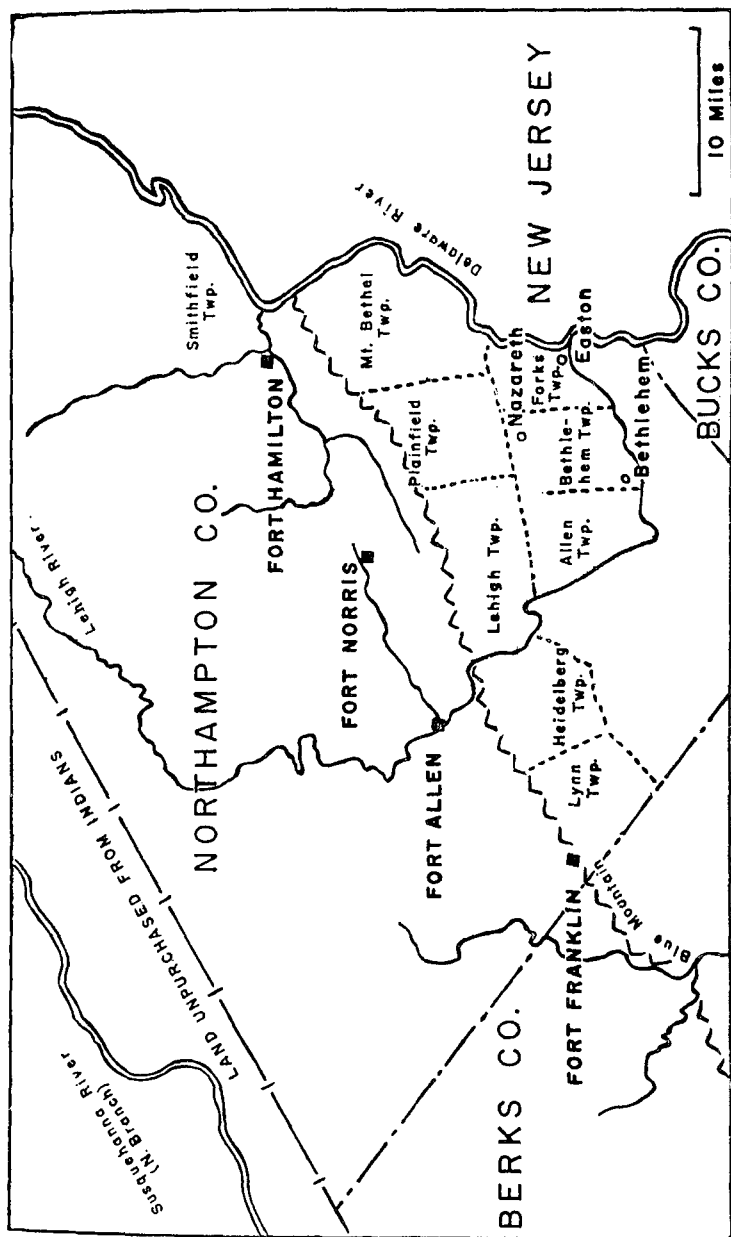 Susquehanna River
(N. Branch)
LAND UNPURCHASED FROM INDIANS
Lehigh River.
NORTHAMPTON CO.
Smithfield
Twp.
FORT HAMILTON
FORT NORRIS
FORT ALLEN
Delaware River
Mt. Bethel
Twp.
Plainfield
Twp.
Lehigh Twp.
NEW JERSEY
Nazareth
Forks
Twp.
Easton
Bethle-
hem Twp.
Bethlehem
Allen
Twp.
Heidelberg
Twp.
Lynn
Twp.
BERKS CO.
FORT FRANKLIN
Blue Mountain
BUCKS CO.
10 Miles